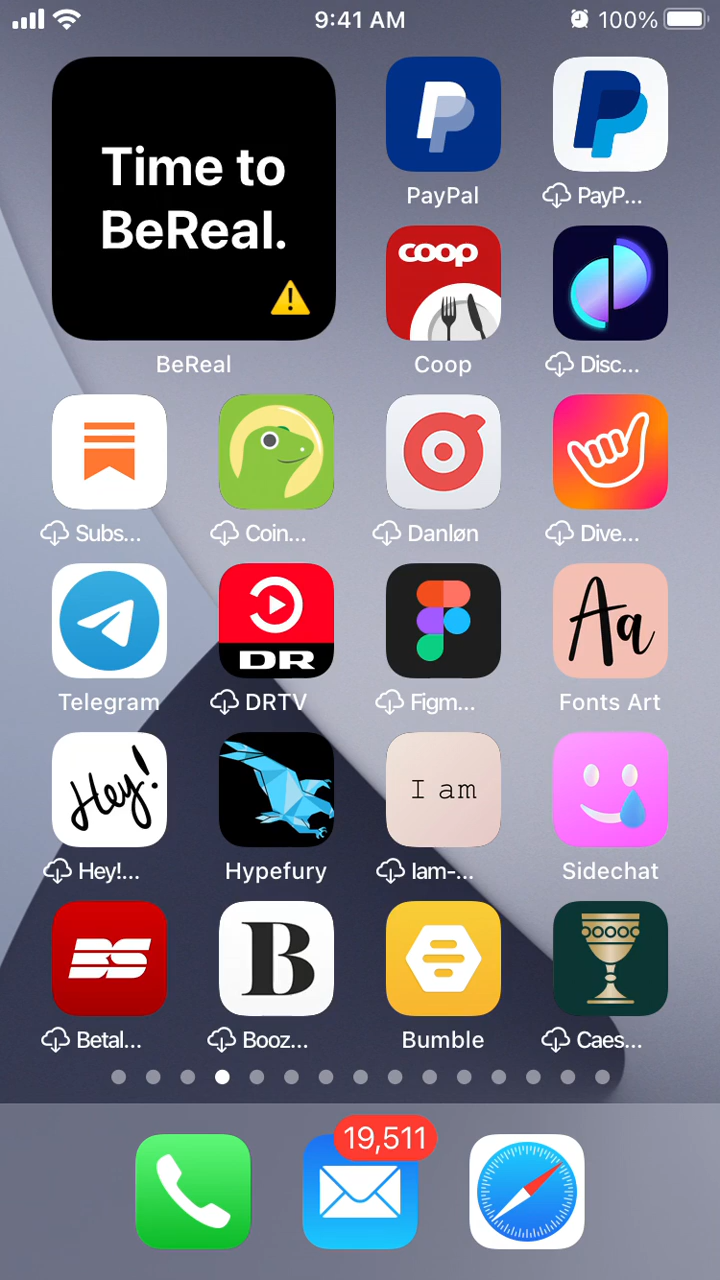 9:41 AM
100%
Time to
BeReal.
BeReal
PayPal
PayP...
coop
Coop
Disc...
Subs...
Coin...
Danløn
Dive...
DR
Aa
Telegram
DRTV
Figm...
Fonts Art
Hey!
I am
Hey!...
Hypefury
Iam-...
Sidechat
BS
B
Betal...
Booz...
Bumble
Caes...
19,511